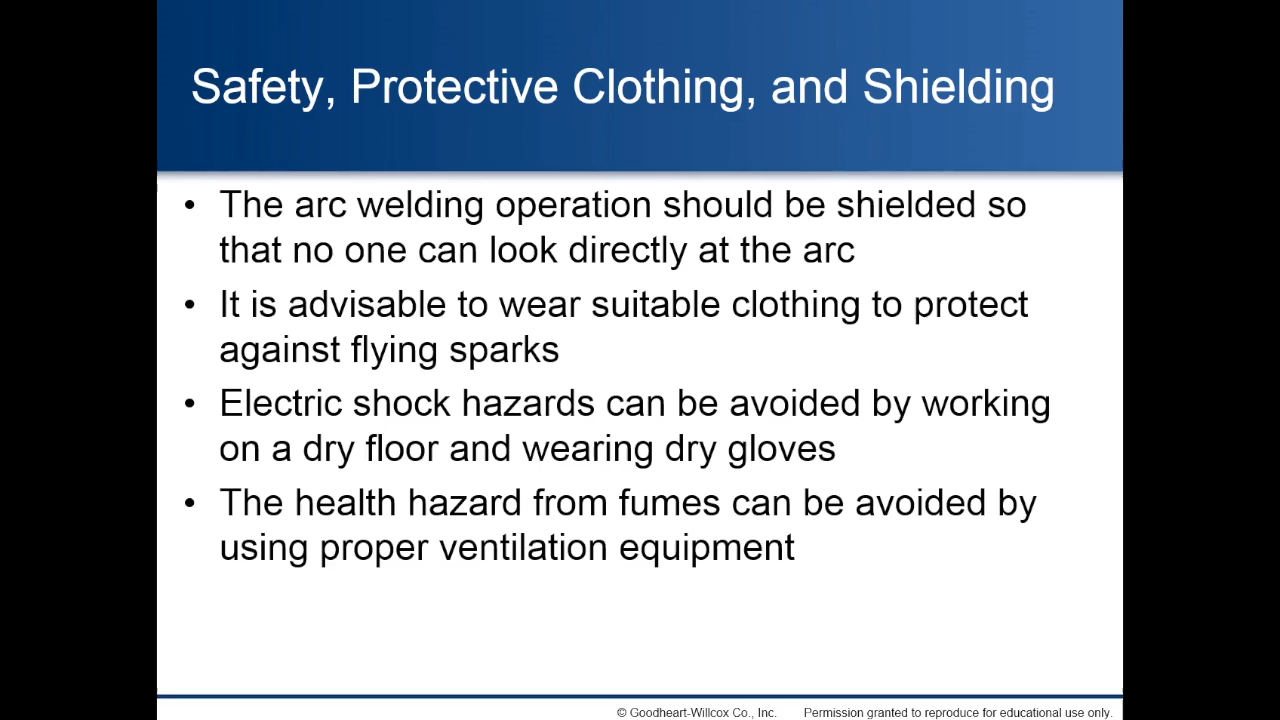 Safety, Protective Clothing, and Shielding
• The arc welding operation should be shielded so
that no one can look directly at the arc
• It is advisable to wear suitable clothing to protect
against flying sparks
• Electric shock hazards can be avoided by working
on a dry floor and wearing dry gloves
• The health hazard from fumes can be avoided by
using proper ventilation equipment
© Goodheart-Willcox Co., Inc. Permission granted to reproduce for educational use only.